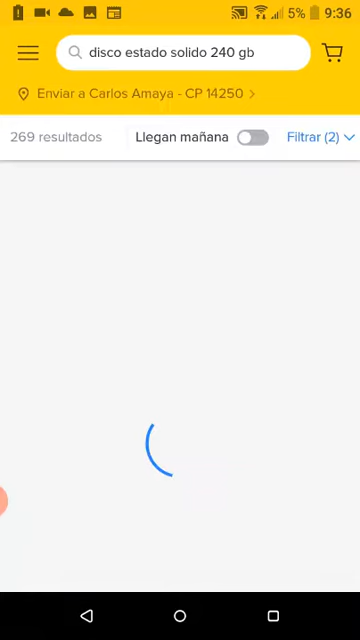 5% 9:36
disco estado solido 240 gb
Enviar a Carlos Amaya - CP 14250
269 resultados Llegan mañana Filtrar (2)